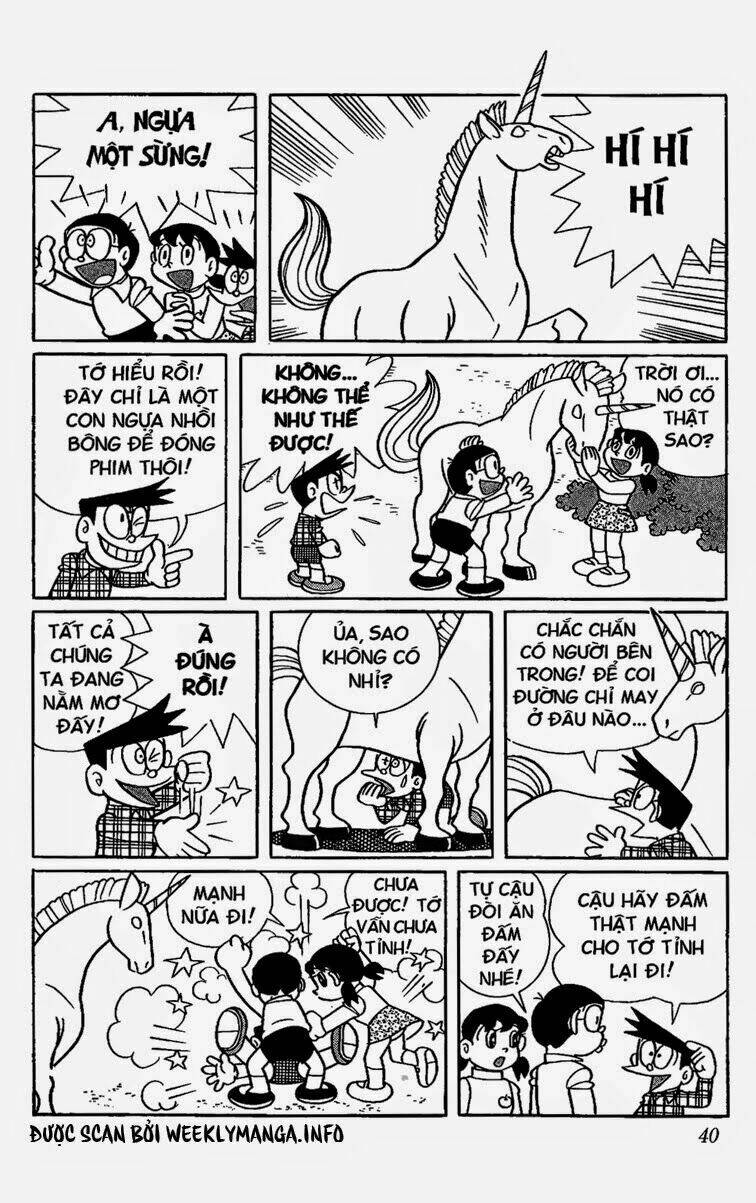 HÍ HÍ
HÍ
A, NGỰA
MỘT SỪNG!
TRỜI ƠI...
NÓ CÓ
THẬT
SAO?
KHÔNG...
KHÔNG THỂ
NHƯ THẾ
ĐƯỢC!
TỚ HIỂU RỒI!
ĐÂY CHỈ LÀ MỘT
CON NGỰA NHỒI
BÔNG ĐỂ ĐÓNG
PHIM THÔI!
CHẮC CHẮN
CÓ NGƯỜI BÊN
TRONG! ĐỂ COI
ĐƯỜNG CHỈ MAY
Ở ĐÂU NÀO...
ỦA, SAO
KHÔNG CÓ
NHỈ?
À
ĐÚNG
RỒI!
TẤT CẢ
CHÚNG
TA ĐANG
NẰM MƠ
ĐẤY!
CẬU HÃY ĐẤM
THẬT MẠNH
CHO TỚ TỈNH
LẠI ĐI!
TỰ CẬU
ĐÒI ĂN
ĐẤM
ĐẤY
NHÉ!
CHƯA
ĐƯỢC! TỚ
VẪN CHƯA
TỈNH!
MẠNH
NỮA ĐI!
ĐƯỢC SCAN BỞI WEEKLYMANGA.INFO
40